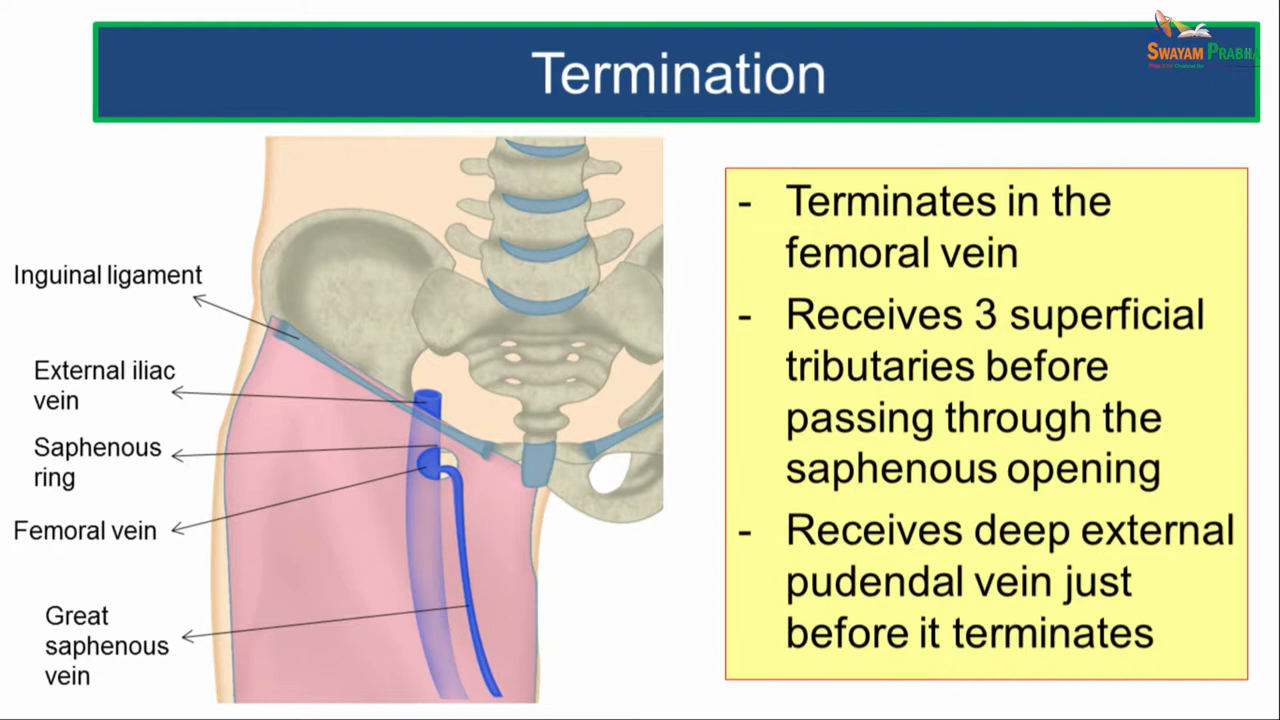 SWAYAM PRABHA
Termination
Inguinal ligament
External iliac
vein
Saphenous
ring
Femoral vein
Great
saphenous
vein
- Terminates in the
femoral vein
- Receives 3 superficial
tributaries before
passing through the
saphenous opening
- Receives deep external
pudendal vein just
before it terminates